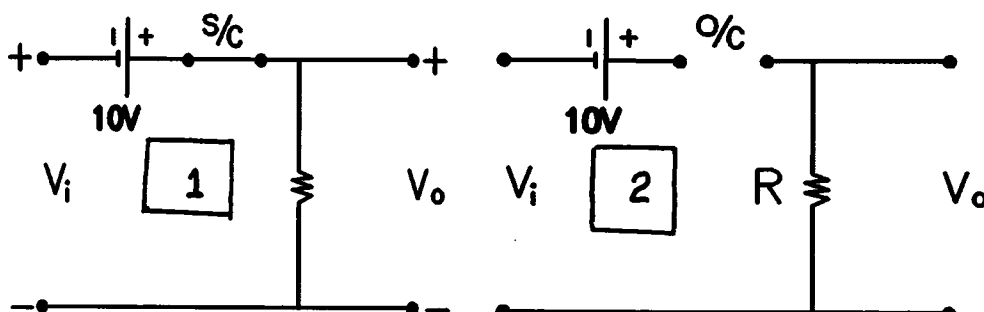 S/C
+ − + +
10V
Vi 1 Vo
− −
O/C
− +
10V
Vi 2 R Vo